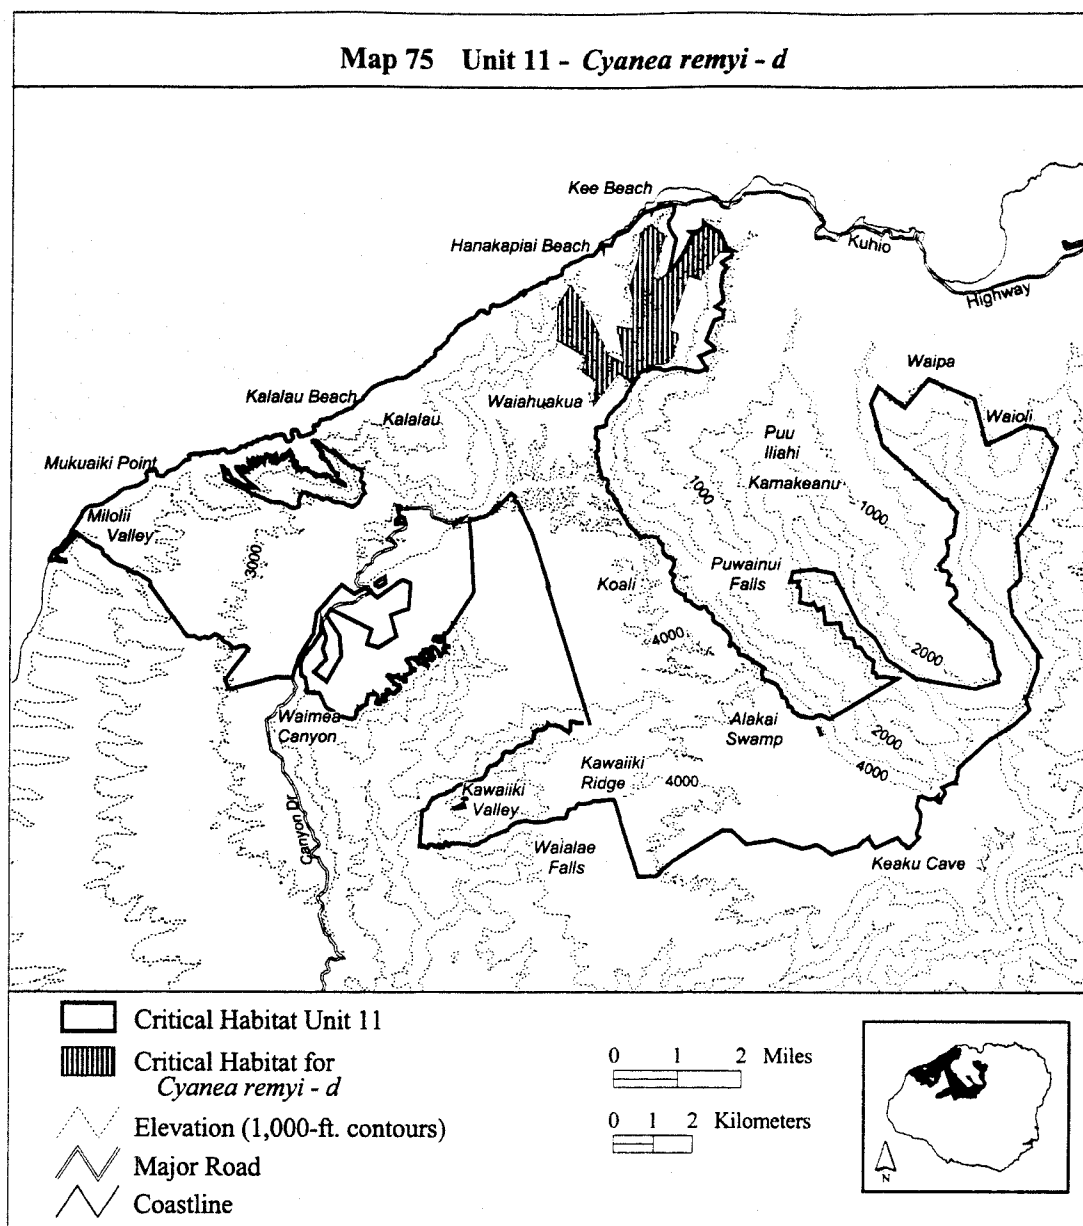 Map 75 Unit 11 - Cyanea remyi - d
Kee Beach
Hanakapiai Beach
Kuhio
Highway
Waipa
Kalalau Beach
Waiahuakua
Waioli
Kalalau
Puu
Iliahi
Mukuaiki Point
Kamakeanu
1000
1000
Milolii
Valley
3000
Koali
Puwainui
Falls
4000
2000
Waimea
Canyon
Alakai
Swamp
2000
Kawaiiki
Ridge
4000
4000
Kawaiiki
Valley
Canyon Dr
Waialae
Falls
Keaku Cave
Critical Habitat Unit 11
Critical Habitat for
Cyanea remyi - d
Elevation (1,000-ft. contours)
Major Road
Coastline
0 1 2 Miles
0 1 2 Kilometers
N